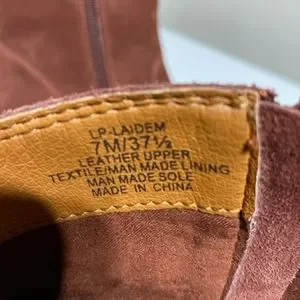 LP-LAIDEM
7M/37½
LEATHER UPPER
TEXTILE/MAN MADE LINING
MAN MADE SOLE
MADE IN CHINA